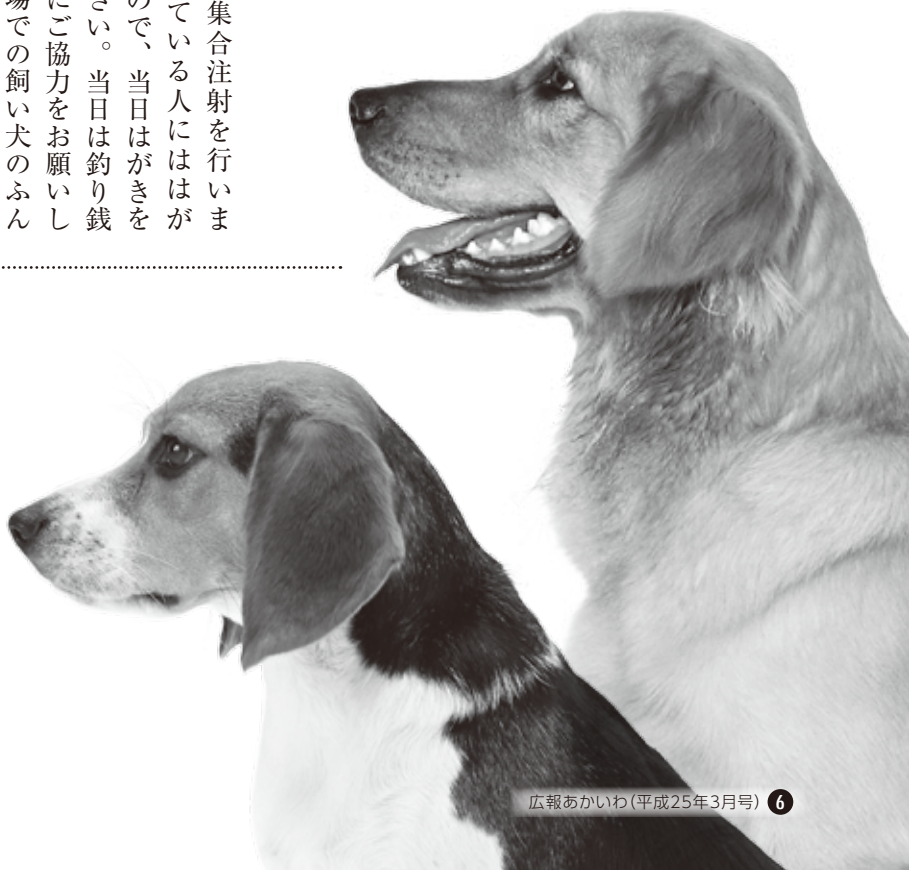 集合注射を行いま
ている人にははが
ので、当日はがきを
さい。当日は釣り銭
にご協力をお願いし
場での飼い犬のふん
広報あかいわ(平成25年3月号) 6